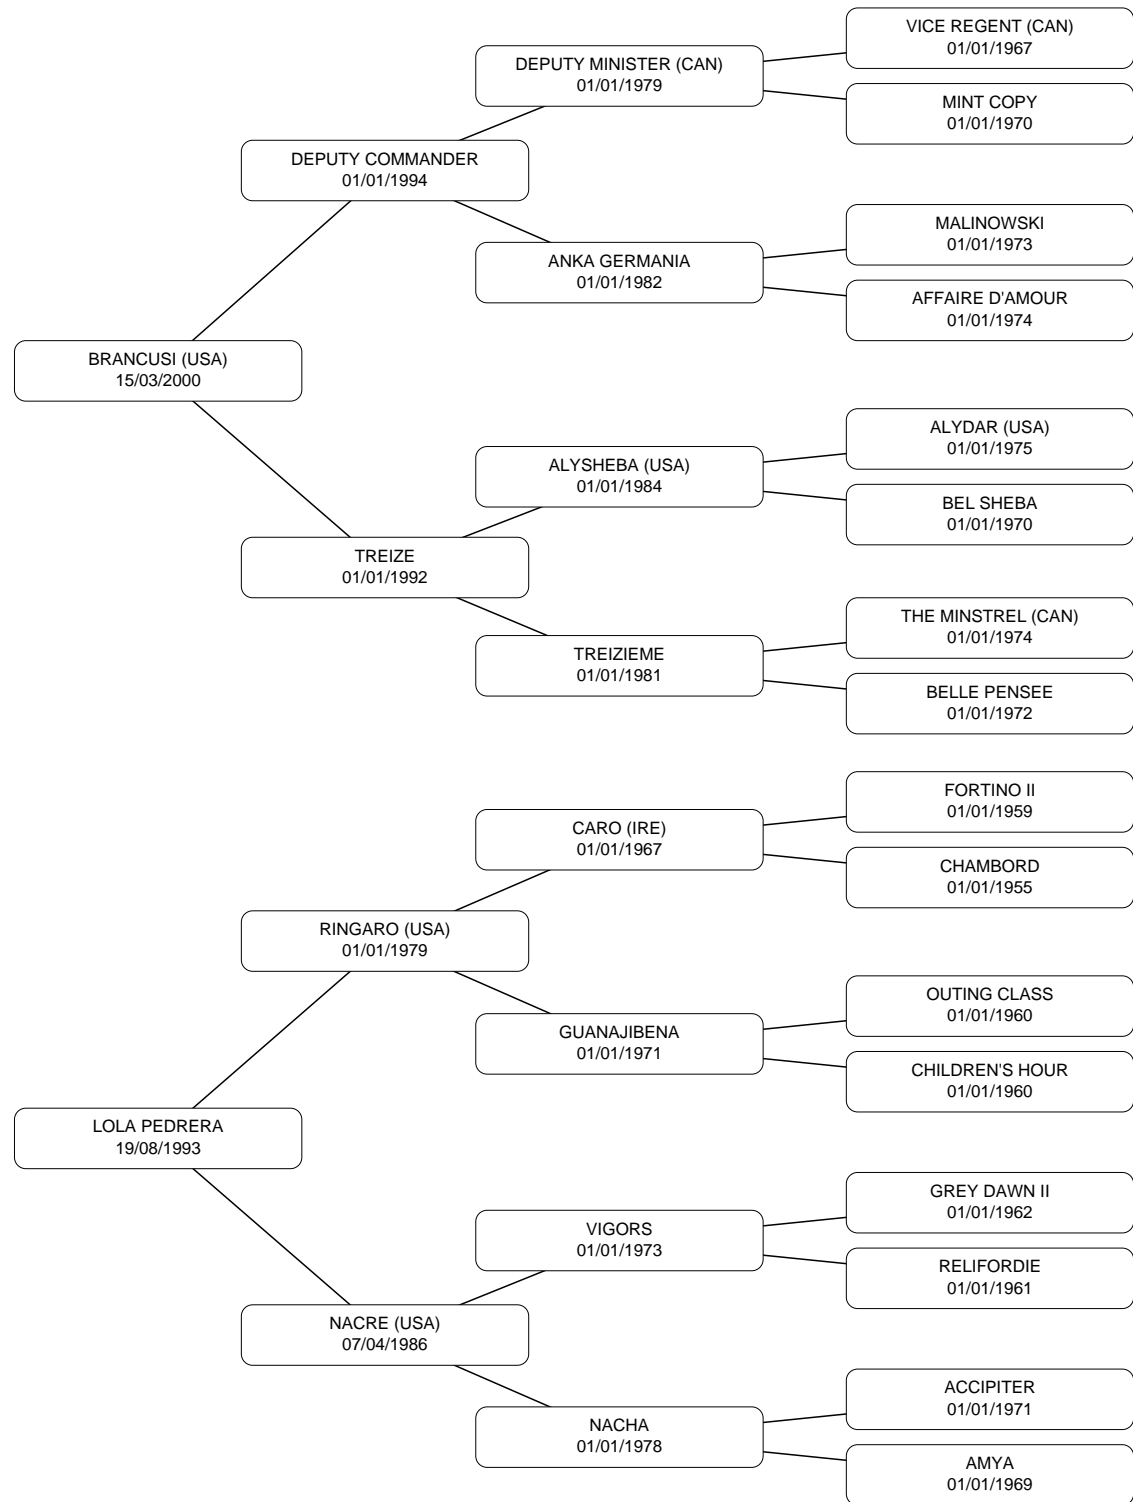 VICE REGENT (CAN)
01/01/1967
DEPUTY MINISTER (CAN)
01/01/1979
MINT COPY
01/01/1970
DEPUTY COMMANDER
01/01/1994
MALINOWSKI
01/01/1973
ANKA GERMANIA
01/01/1982
AFFAIRE D'AMOUR
01/01/1974
BRANCUSI (USA)
15/03/2000
ALYDAR (USA)
01/01/1975
ALYSHEBA (USA)
01/01/1984
BEL SHEBA
01/01/1970
TREIZE
01/01/1992
THE MINSTREL (CAN)
01/01/1974
TREIZIEME
01/01/1981
BELLE PENSEE
01/01/1972
FORTINO II
01/01/1959
CARO (IRE)
01/01/1967
CHAMBORD
01/01/1955
RINGARO (USA)
01/01/1979
OUTING CLASS
01/01/1960
GUANAJIBENA
01/01/1971
CHILDREN'S HOUR
01/01/1960
LOLA PEDRERA
19/08/1993
GREY DAWN II
01/01/1962
VIGORS
01/01/1973
RELIFORDIE
01/01/1961
NACRE (USA)
07/04/1986
ACCIPITER
01/01/1971
NACHA
01/01/1978
AMYA
01/01/1969